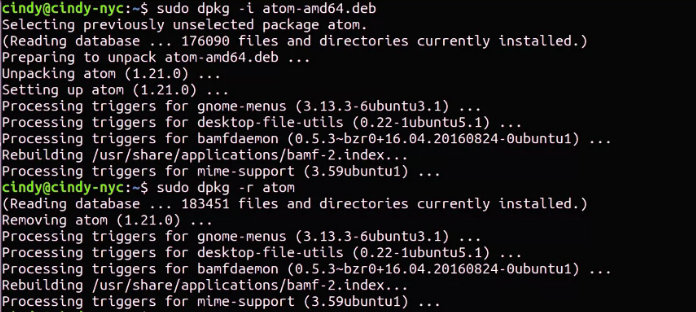 cindy@cindy-nyc:~$ sudo dpkg -i atom-amd64.deb
Selecting previously unselected package atom.
(Reading database ... 176090 files and directories currently installed.)
Preparing to unpack atom-amd64.deb ...
Unpacking atom (1.21.0) ...
Setting up atom (1.21.0) ...
Processing triggers for gnome-menus (3.13.3-6ubuntu3.1) ...
Processing triggers for desktop-file-utils (0.22-1ubuntu5.1) ...
Processing triggers for bamfdaemon (0.5.3~bzr0+16.04.20160824-0ubuntu1) ...
Rebuilding /usr/share/applications/bamf-2.index...
Processing triggers for mime-support (3.59ubuntu1) ...
cindy@cindy-nyc:~$ sudo dpkg -r atom
(Reading database ... 183451 files and directories currently installed.)
Removing atom (1.21.0) ...
Processing triggers for gnome-menus (3.13.3-6ubuntu3.1) ...
Processing triggers for desktop-file-utils (0.22-1ubuntu5.1) ...
Processing triggers for bamfdaemon (0.5.3~bzr0+16.04.20160824-0ubuntu1) ...
Rebuilding /usr/share/applications/bamf-2.index...
Processing triggers for mime-support (3.59ubuntu1) ...